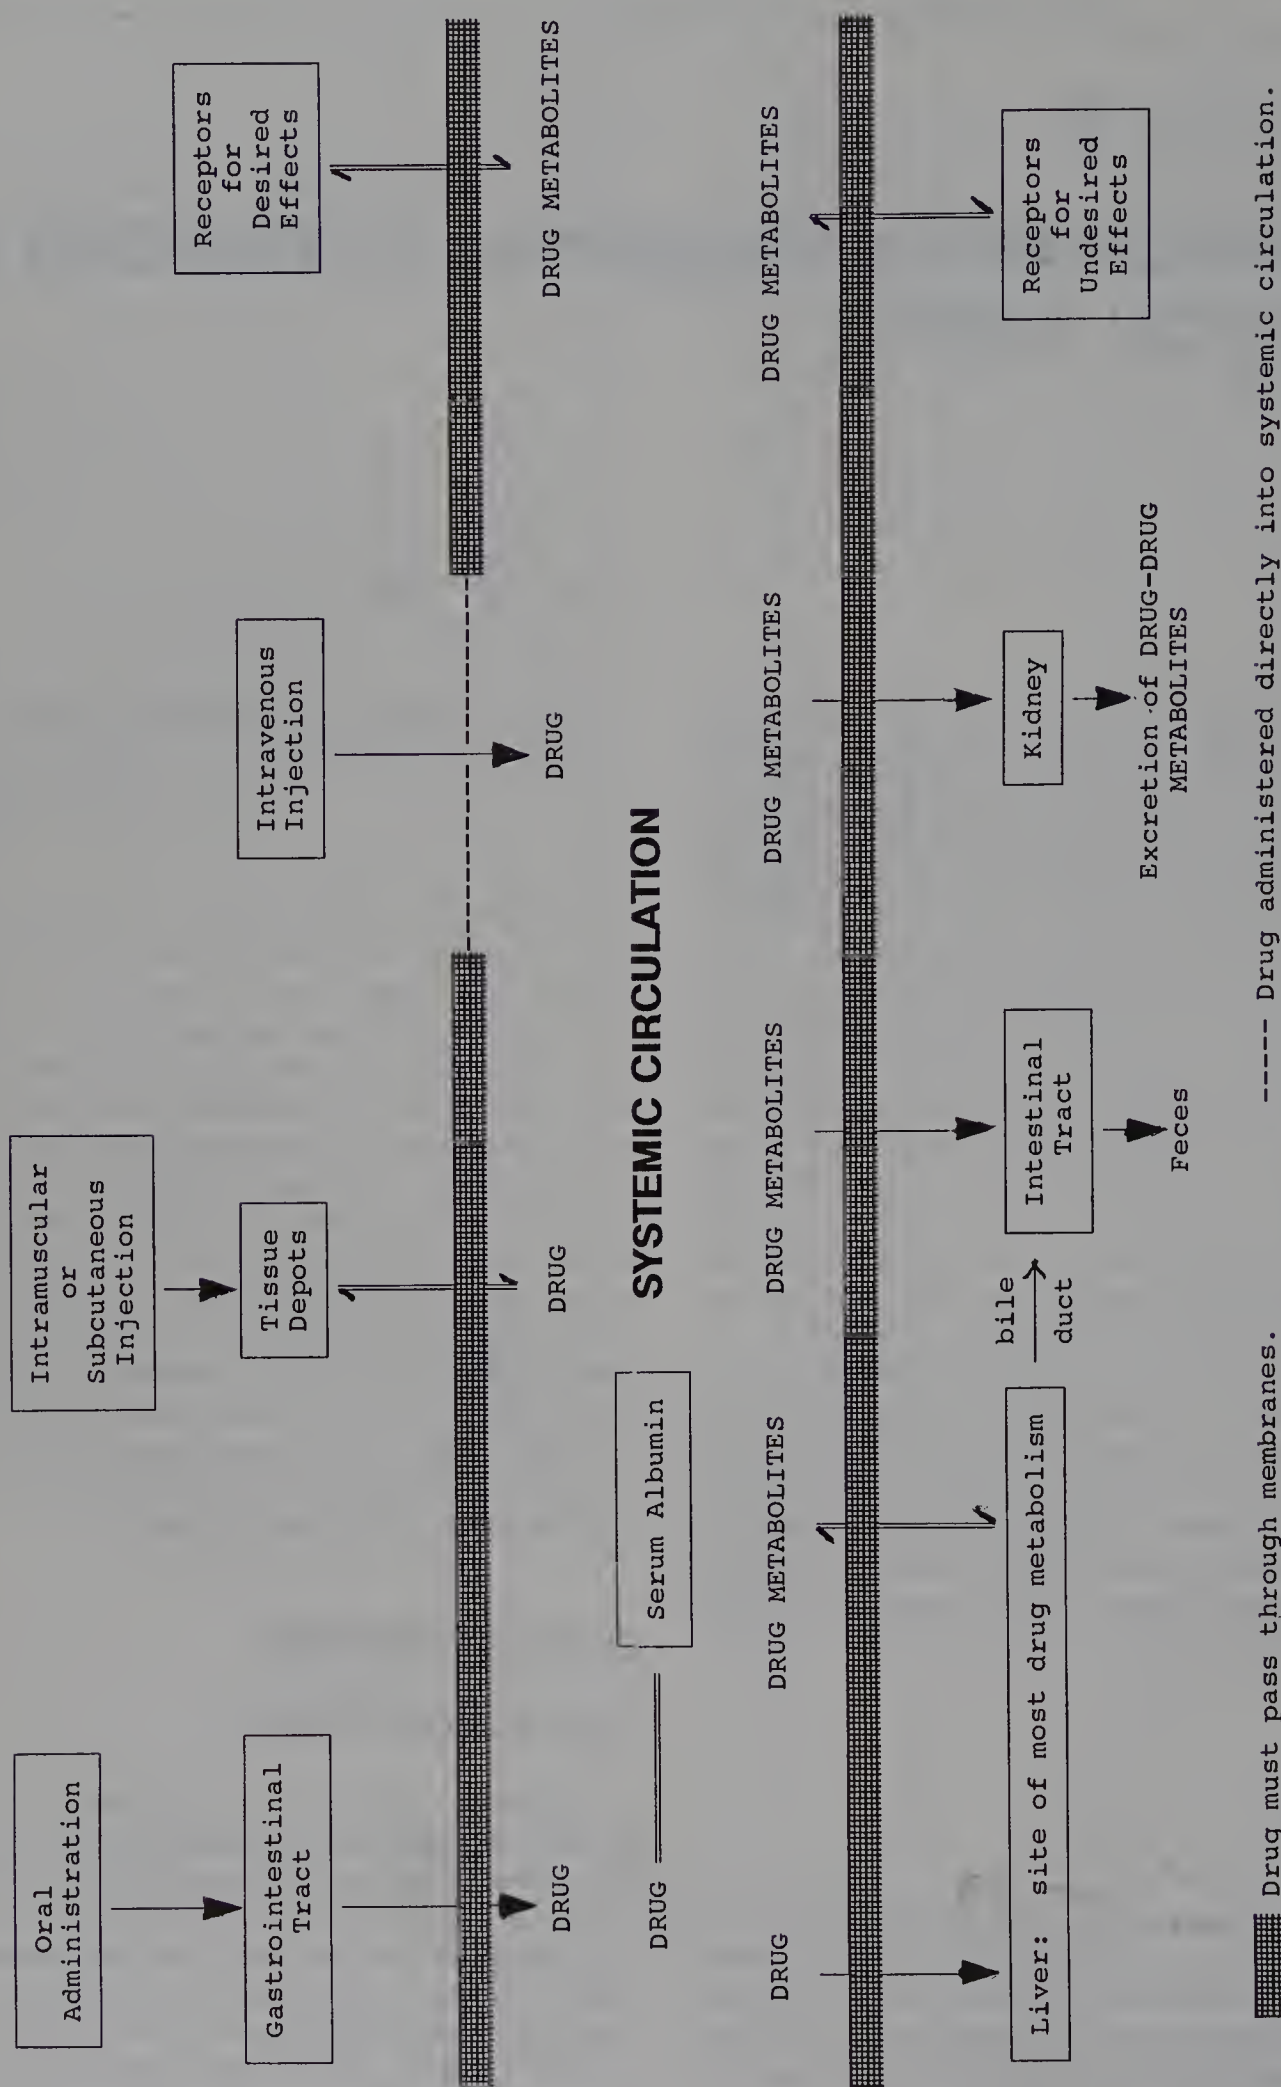 Oral
Administration
Gastrointestinal
Tract
DRUG
Intramuscular
or
Subcutaneous
Injection
Tissue
Depots
DRUG
Intravenous
Injection
DRUG
Receptors
for
Desired
Effects
DRUG METABOLITES
SYSTEMIC CIRCULATION
DRUG
Serum Albumin
DRUG
DRUG METABOLITES
DRUG METABOLITES
DRUG METABOLITES
DRUG METABOLITES
Liver: site of most drug metabolism
bile
duct
Intestinal
Tract
Feces
Kidney
Excretion of DRUG-DRUG
METABOLITES
Receptors
for
Undesired
Effects
Drug must pass through membranes.
----- Drug administered directly into systemic circulation.